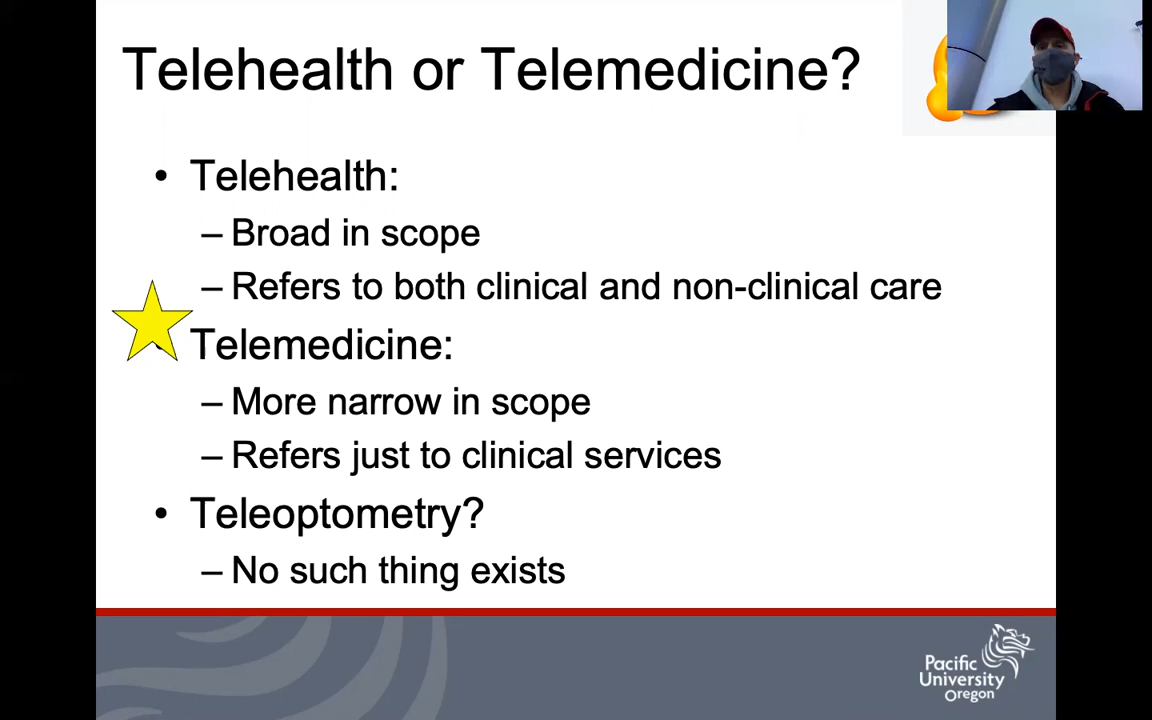 Telehealth or Telemedicine?
• Telehealth:
– Broad in scope
– Refers to both clinical and non-clinical care
Telemedicine:
– More narrow in scope
– Refers just to clinical services
• Teleoptometry?
– No such thing exists
Pacific
University
Oregon